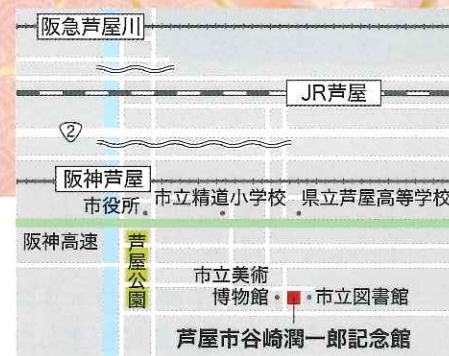 阪急芦屋川
JR芦屋
2
阪神芦屋
市役所
市立精道小学校
県立芦屋高等学校
阪神高速
芦屋公園
市立美術
博物館
市立図書館
芦屋市谷崎潤一郎記念館